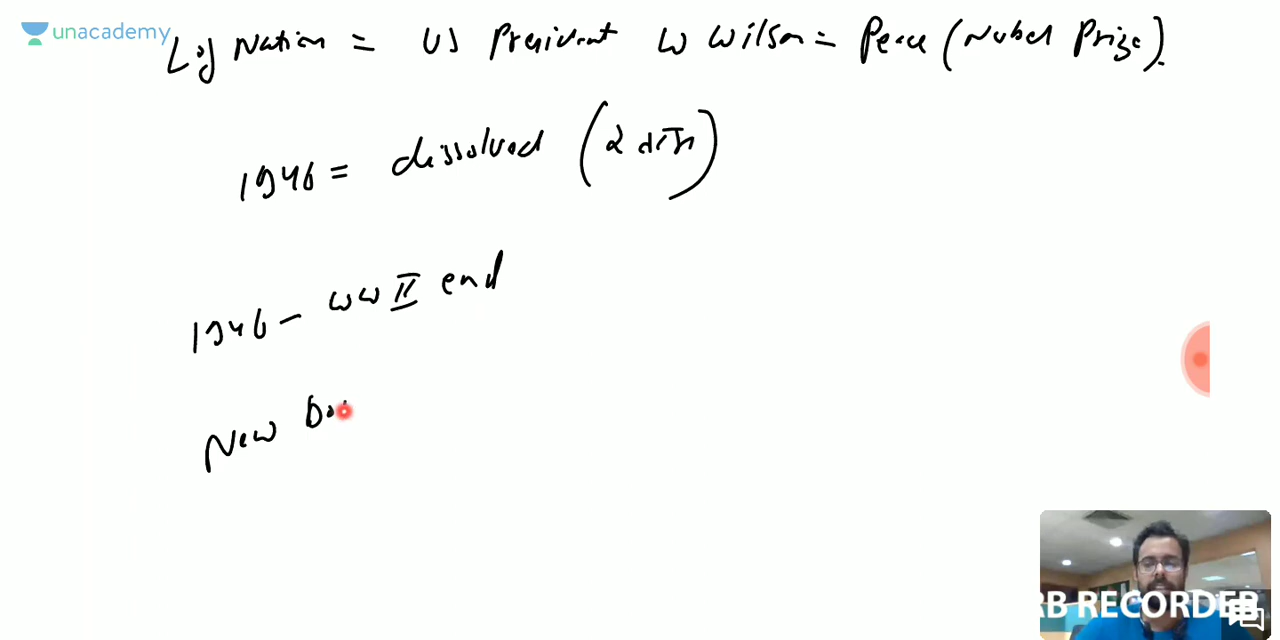 unacademy
L of Nation = US President W Wilson = Peace (Nobel Prize).
1946 = dissolved (
1946 - WW II end
New
RB RECORDER